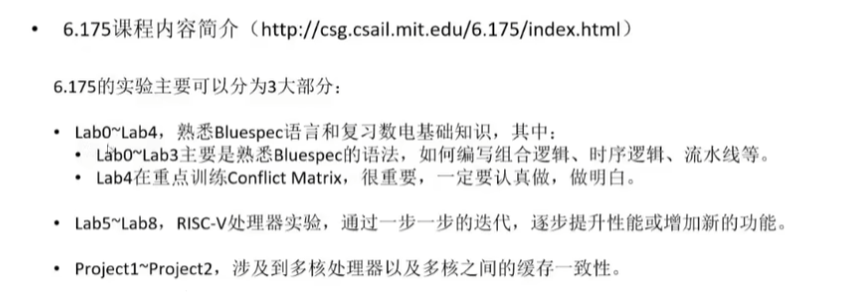 • 6.175课程内容简介（http://csg.csail.mit.edu/6.175/index.html）
6.175的实验主要可以分为3大部分：
• Lab0~Lab4，熟悉Bluespec语言和复习数电基础知识，其中：
• Lab0~Lab3主要是熟悉Bluespec的语法，如何编写组合逻辑、时序逻辑、流水线等。
• Lab4在重点训练Conflict Matrix，很重要，一定要认真做，做明白。
• Lab5~Lab8，RISC-V处理器实验，通过一步一步的迭代，逐步提升性能或增加新的功能。
• Project1~Project2，涉及到多核处理器以及多核之间的缓存一致性。